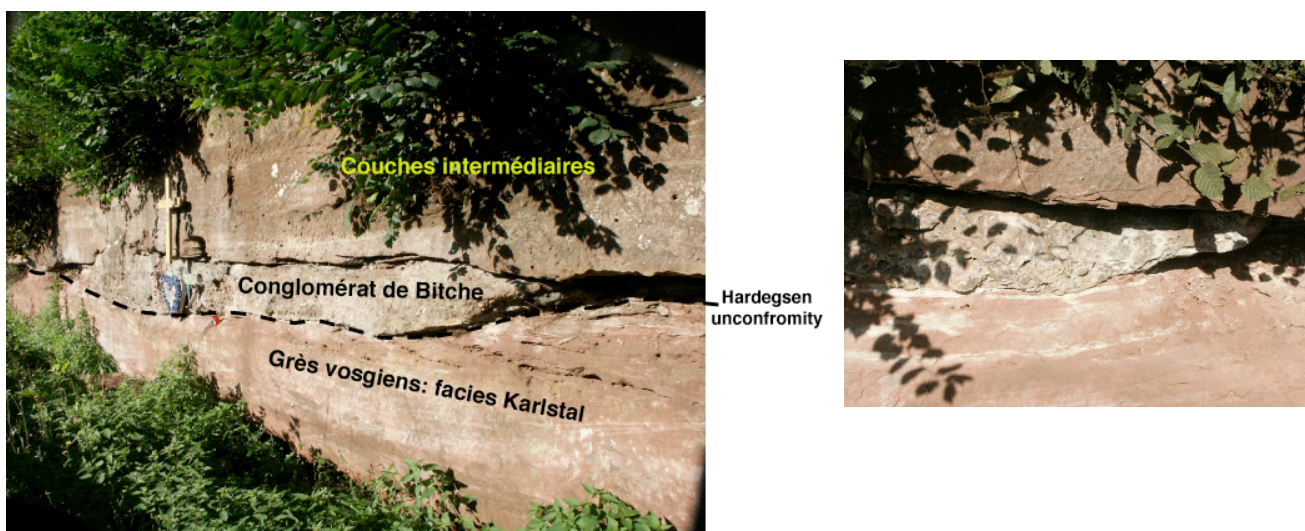 Couches intermédiaires
Conglomérat de Bitche
Hardegsen
unconfromity
Grès vosgiens: facies Karlstal